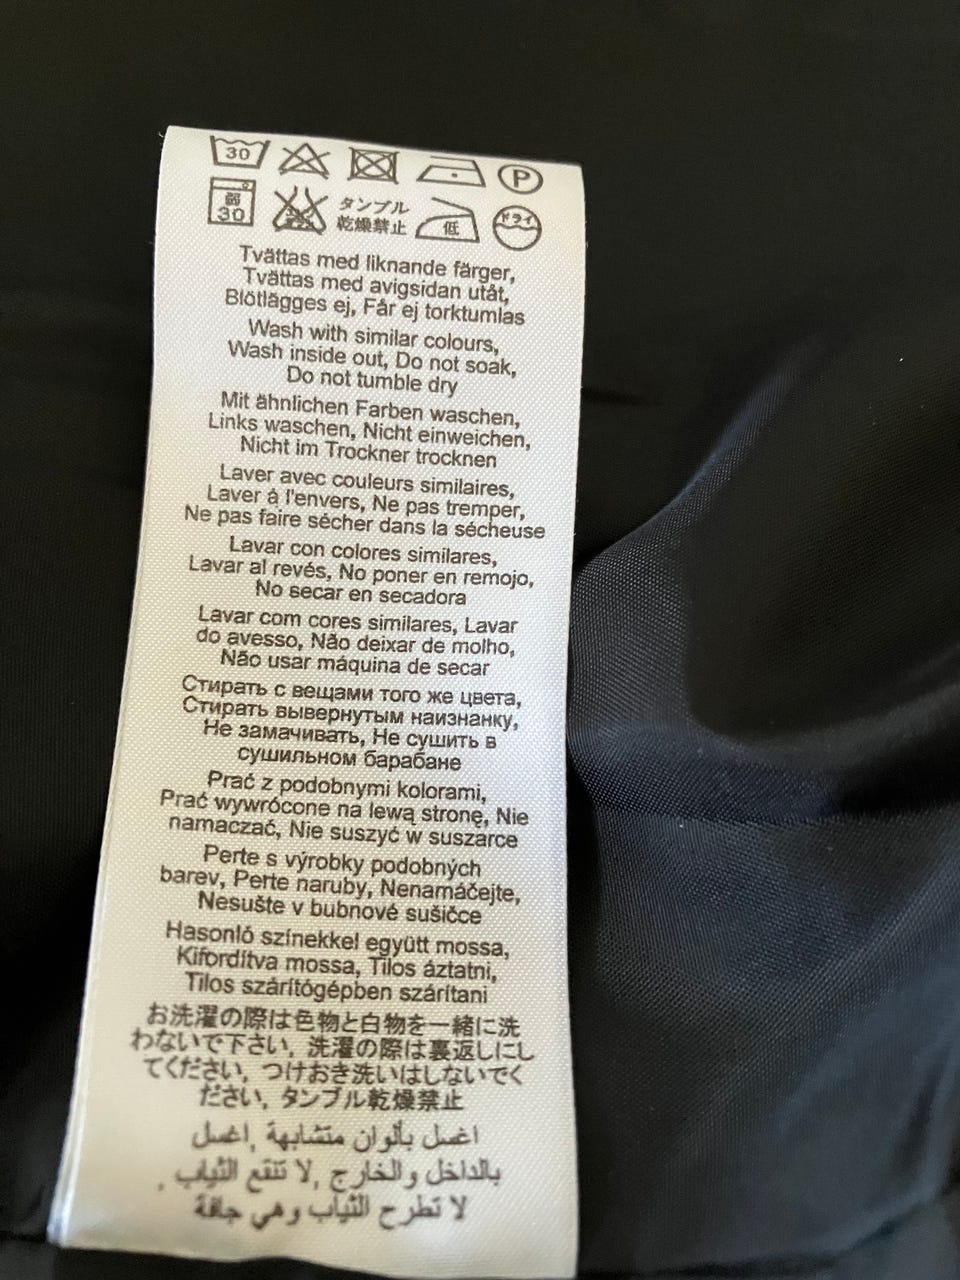 30
P
弱
30
タンブル
乾燥禁止
低
ドライ
Tvättas med liknande färger,
Tvättas med avigsidan utåt,
Blötlägges ej, Får ej torktumlas
Wash with similar colours,
Wash inside out, Do not soak,
Do not tumble dry
Mit ähnlichen Farben waschen,
Links waschen, Nicht einweichen,
Nicht im Trockner trocknen
Laver avec couleurs similaires,
Laver à l'envers, Ne pas tremper,
Ne pas faire sécher dans la sécheuse
Lavar con colores similares,
Lavar al revés, No poner en remojo,
No secar en secadora
Lavar com cores similares, Lavar
do avesso, Não deixar de molho,
Não usar máquina de secar
Стирать с вещами того же цвета,
Стирать вывернутым наизнанку,
Не замачивать, Не сушить в
сушильном барабане
Prać z podobnymi kolorami,
Prać wywrócone na lewą stronę, Nie
namaczać, Nie suszyć w suszarce
Perte s výrobky podobných
barev, Perte naruby, Nenamáčejte,
Nesušte v bubnové sušičce
Hasonló színekkel együtt mossa,
Kifordítva mossa, Tilos áztatni,
Tilos szárítógépben szárítani
お洗濯の際は色物と白物を一緒に洗
わないで下さい, 洗濯の際は裏返しにし
てください, つけおき洗いはしないでく
ださい, タンブル乾燥禁止
اغسل بألوان متشابهة ,اغسل
بالداخل والخارج ,لا تنقع الثياب ,
لا تطرح الثياب وهي جافة